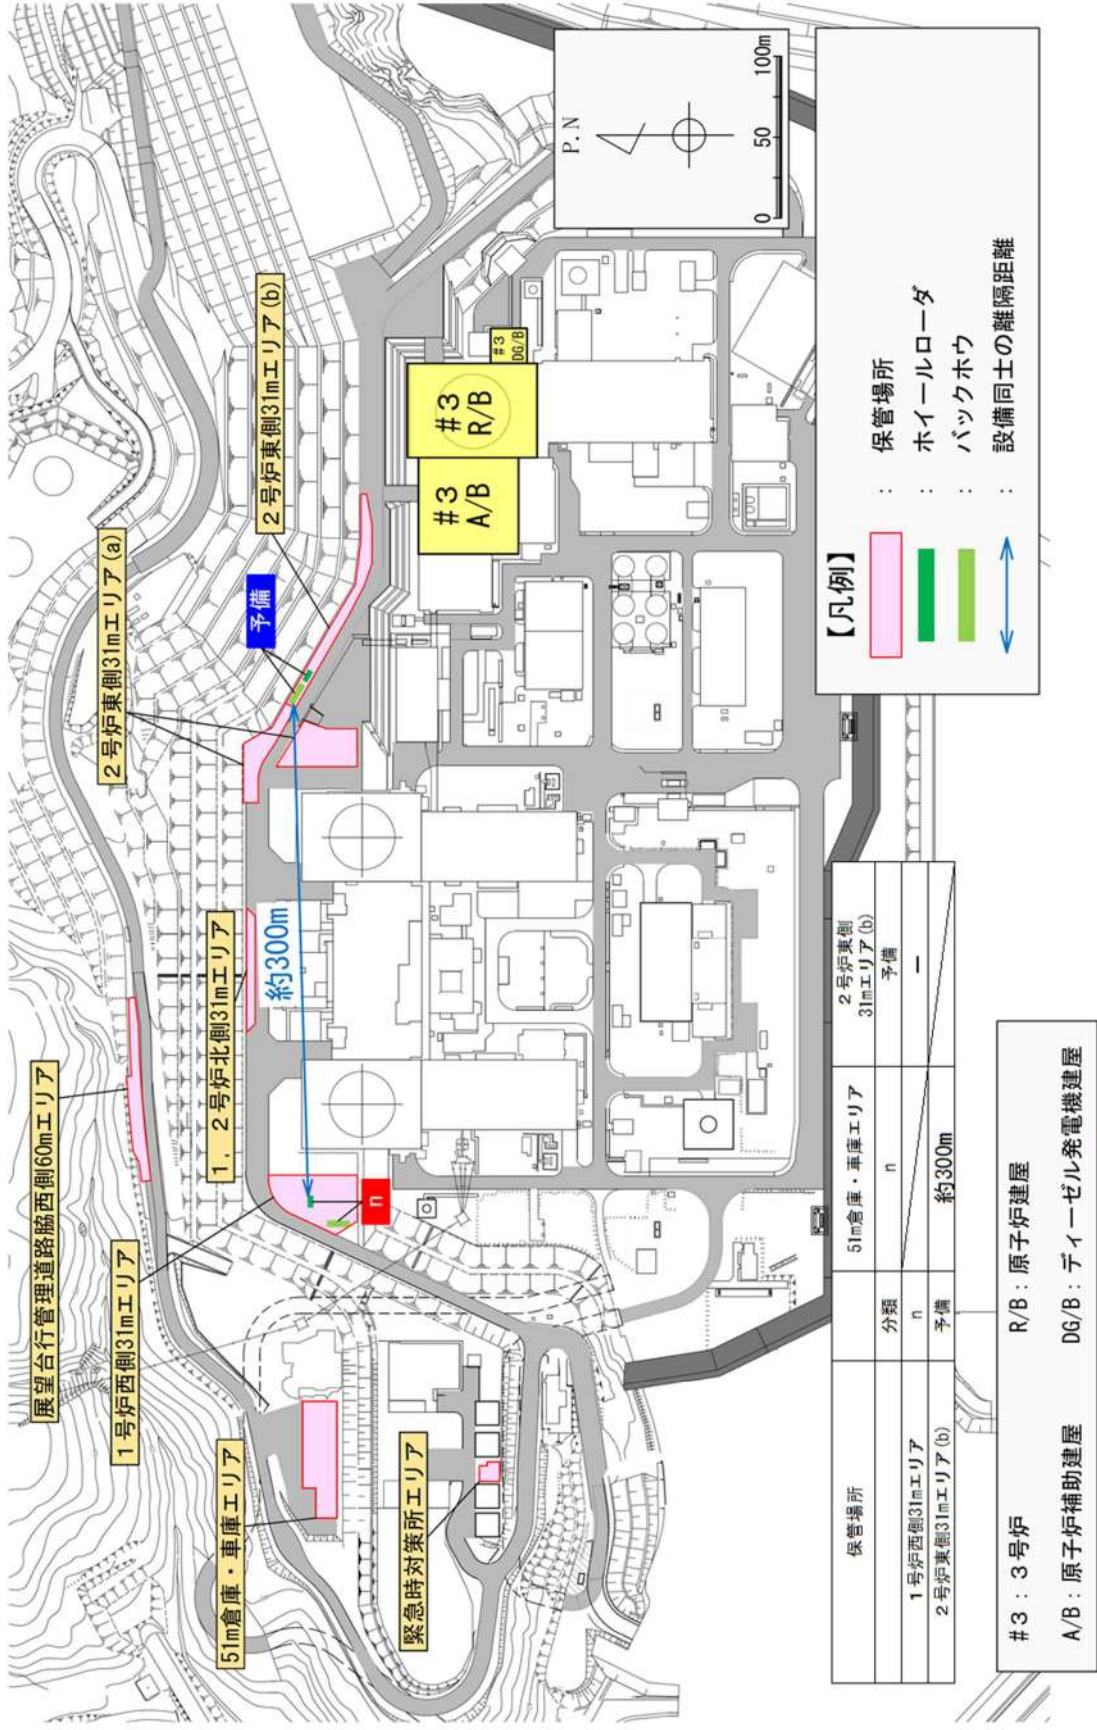 展望台行管理道路脇西側60mエリア
1号炉西側31mエリア
51m倉庫・車庫エリア
緊急時対策所エリア
1,2号炉北側31mエリア
2号炉東側31mエリア(a)
2号炉東側31mエリア(b)
予備
約300m
n
#3
A/B
#3
R/B
#3
DG/B
P.N
0 50 100m
【凡例】
: 保管場所
: ホイールローダ
: バックホウ
: 設備同士の離隔距離
保管場所 51m倉庫・車庫エリア 2号炉東側
31mエリア(b)
分類 n 予備
1号炉西側31mエリア n ー
2号炉東側31mエリア(b) 予備 約300m
#3:3号炉 R/B:原子炉建屋
A/B:原子炉補助建屋 DG/B:ディーゼル発電機建屋